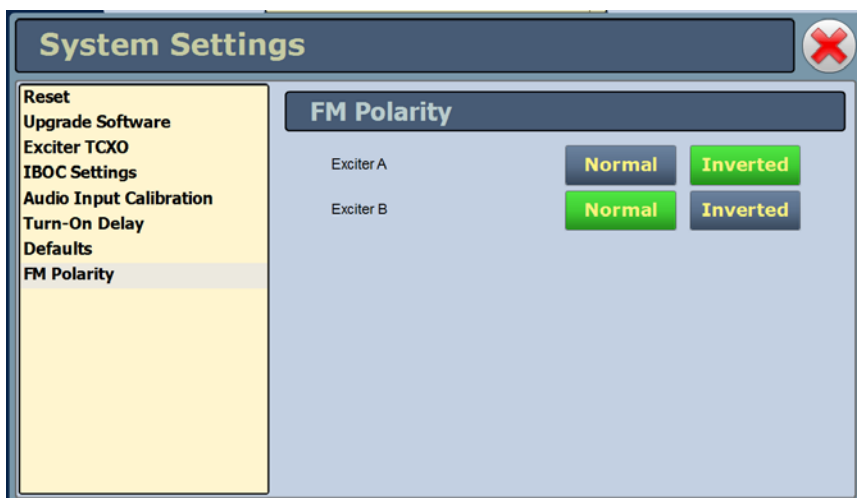 System Settings
Reset
Upgrade Software
Exciter TCXO
IBOC Settings
Audio Input Calibration
Turn-On Delay
Defaults
FM Polarity
FM Polarity
Exciter A Normal Inverted
Exciter B Normal Inverted